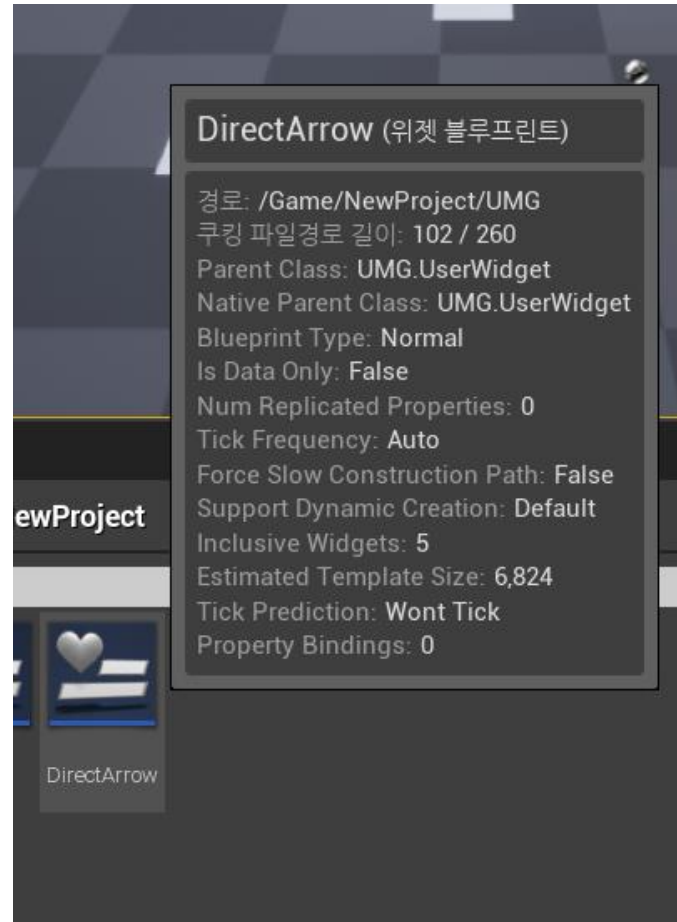 DirectArrow (위젯 블루프린트)
경로: /Game/NewProject/UMG
쿠킹 파일경로 길이: 102 / 260
Parent Class: UMG.UserWidget
Native Parent Class: UMG.UserWidget
Blueprint Type: Normal
Is Data Only: False
Num Replicated Properties: 0
Tick Frequency: Auto
Force Slow Construction Path: False
Support Dynamic Creation: Default
Inclusive Widgets: 5
Estimated Template Size: 6,824
Tick Prediction: Wont Tick
Property Bindings: 0
ewProject
DirectArrow